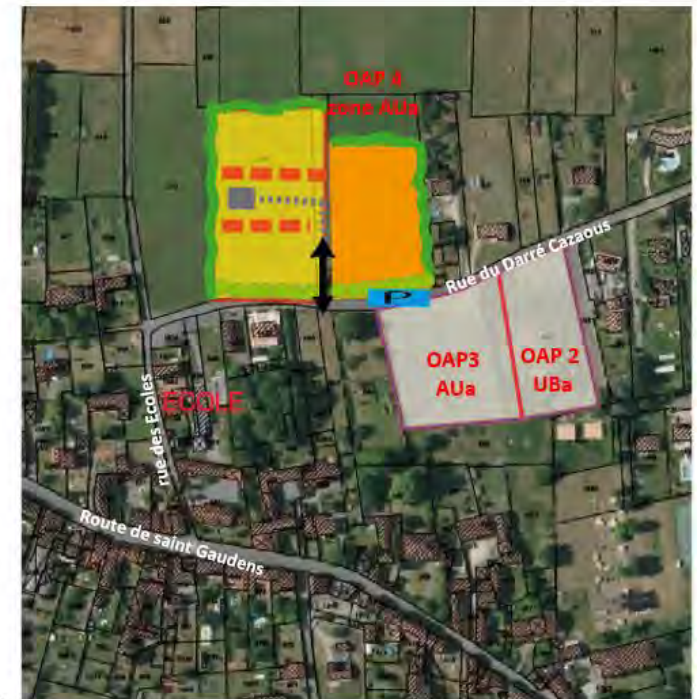 OAP 4
zone AUa
Rue du Darré Cazaous
P
OAP3
AUa
OAP 2
UBa
ECOLE
rue des Ecoles
Route de saint Gaudens